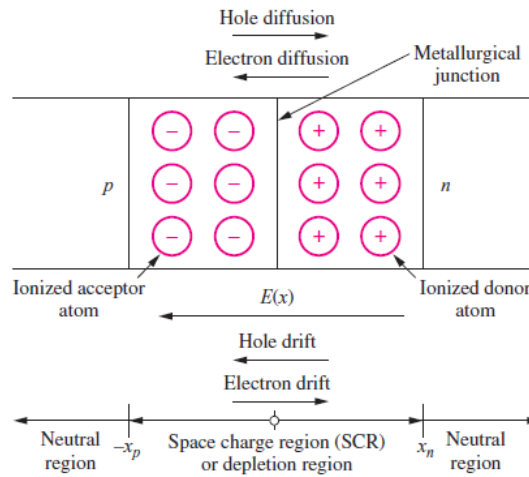 Hole diffusion
Electron diffusion
Metallurgical
junction
− − + +
p − − + + n
− − + +
Ionized acceptor
atom
E(x)
Ionized donor
atom
Hole drift
Electron drift
Neutral
region
−xp
Space charge region (SCR)
or depletion region
xn
Neutral
region